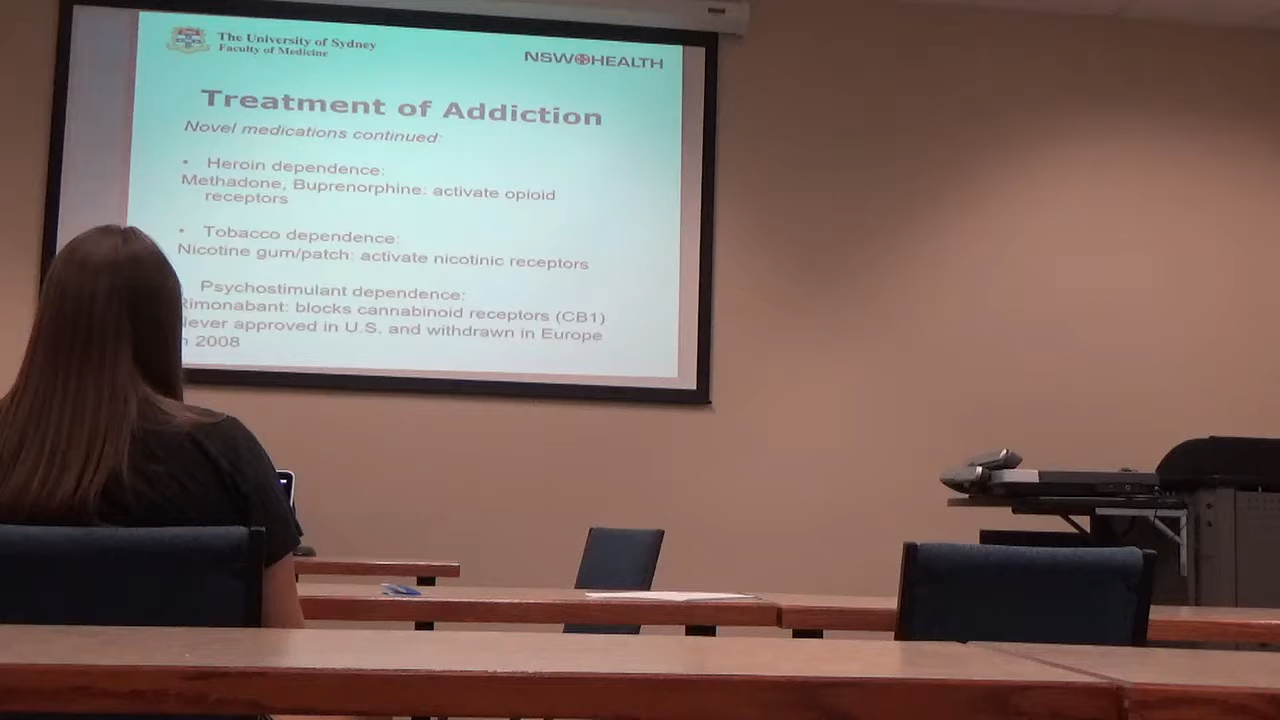 The University of Sydney
Faculty of Medicine
NSW HEALTH
Treatment of Addiction
Novel medications continued:
• Heroin dependence:
Methadone, Buprenorphine: activate opioid
receptors
• Tobacco dependence:
Nicotine gum/patch: activate nicotinic receptors
Psychostimulant dependence:
Rimonabant: blocks cannabinoid receptors (CB1)
approved in U.S. and withdrawn in Europe
2008